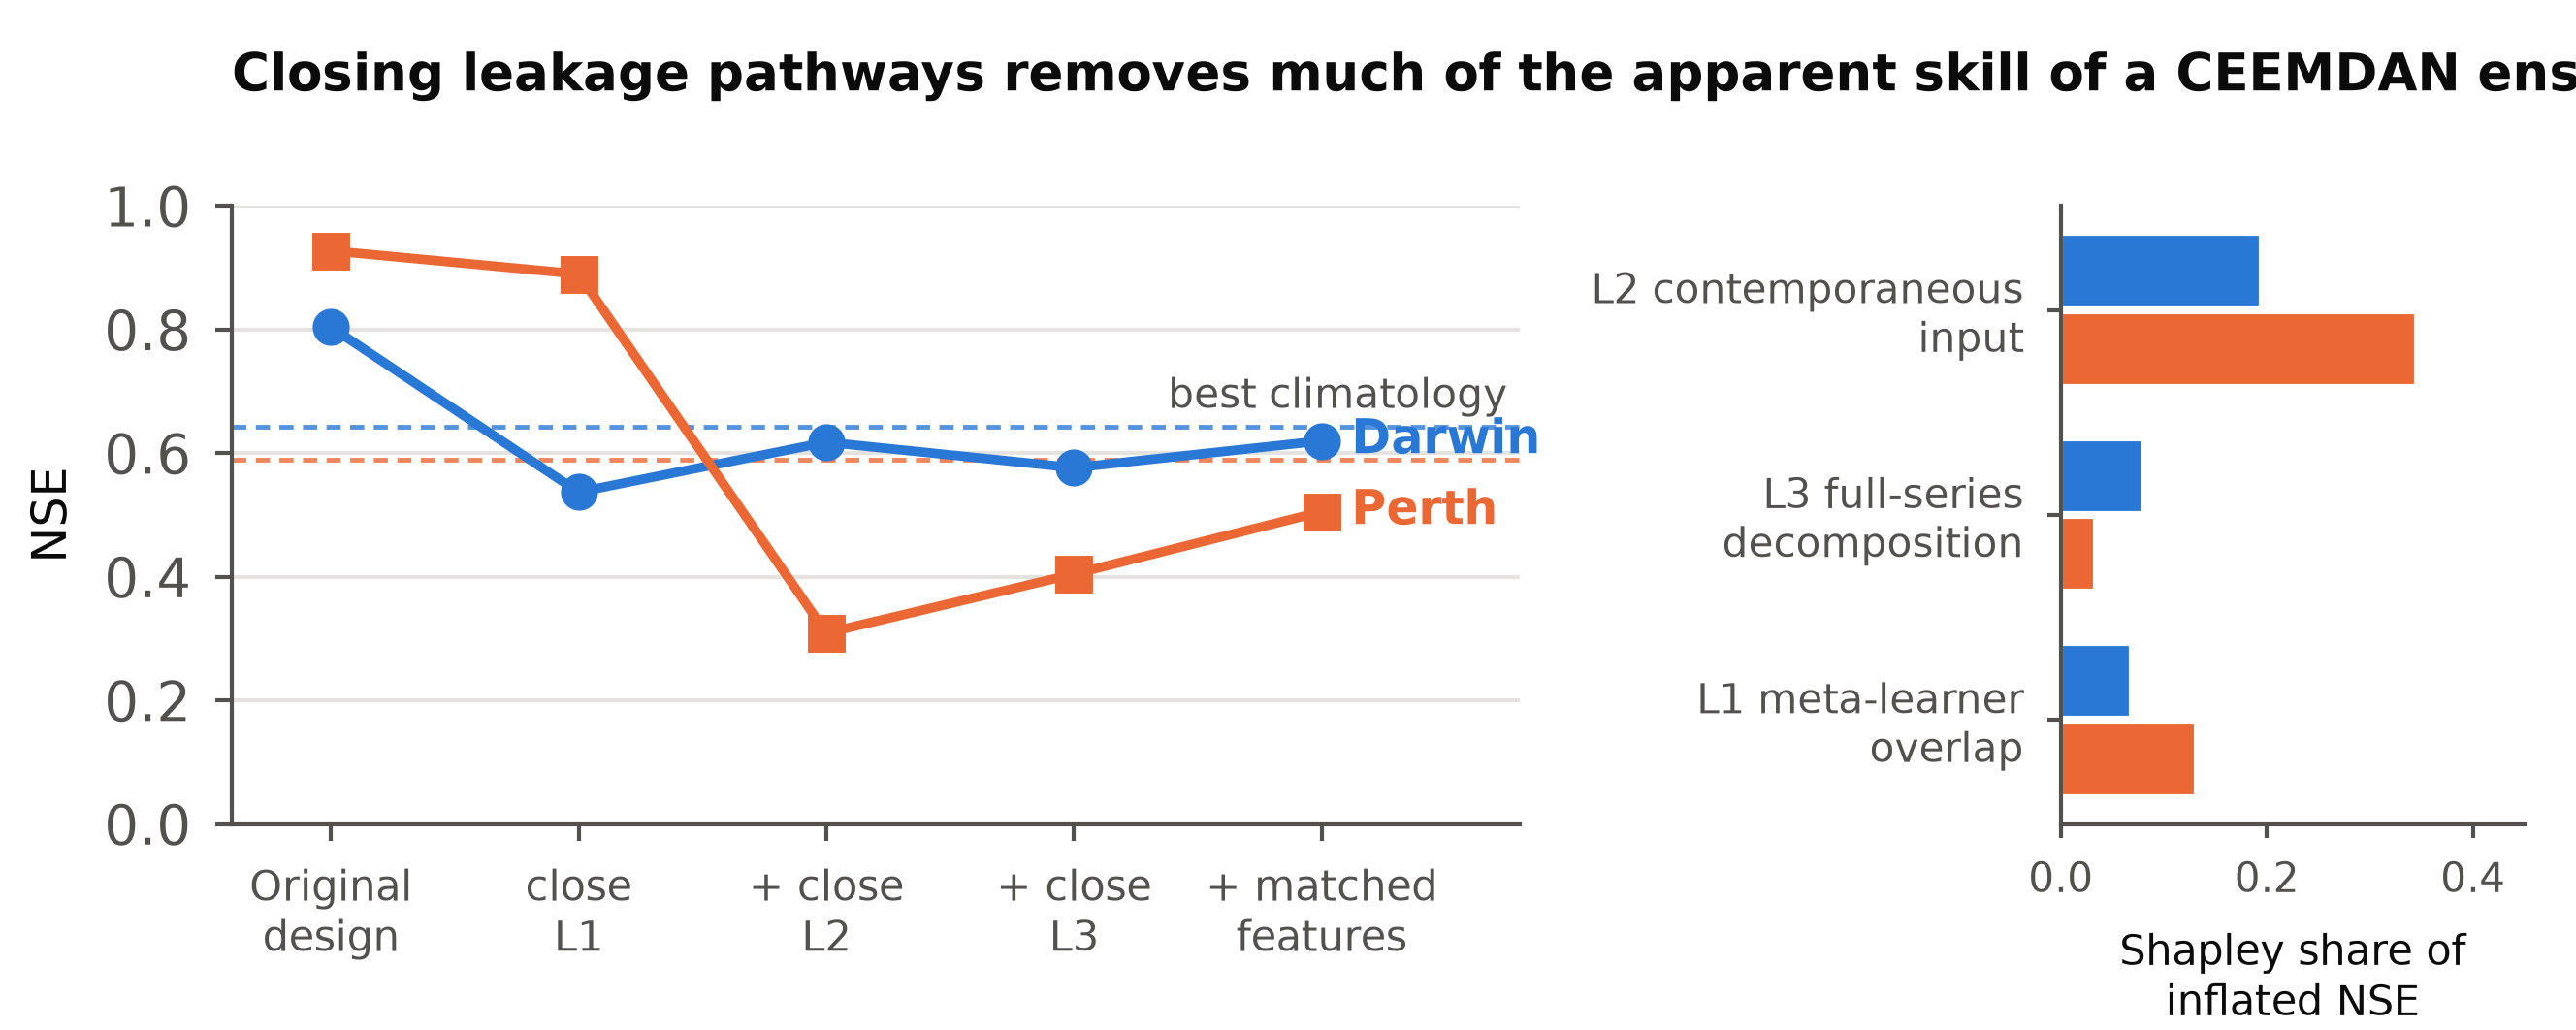 Closing leakage pathways removes much of the apparent skill of a CEEMDAN ens
1.0
0.8
0.6
0.4
0.2
0.0
NSE
best climatology
Darwin
Perth
Original
design
close
L1
+ close
L2
+ close
L3
+ matched
features
L2 contemporaneous
input
L3 full-series
decomposition
L1 meta-learner
overlap
0.0 0.2 0.4
Shapley share of
inflated NSE